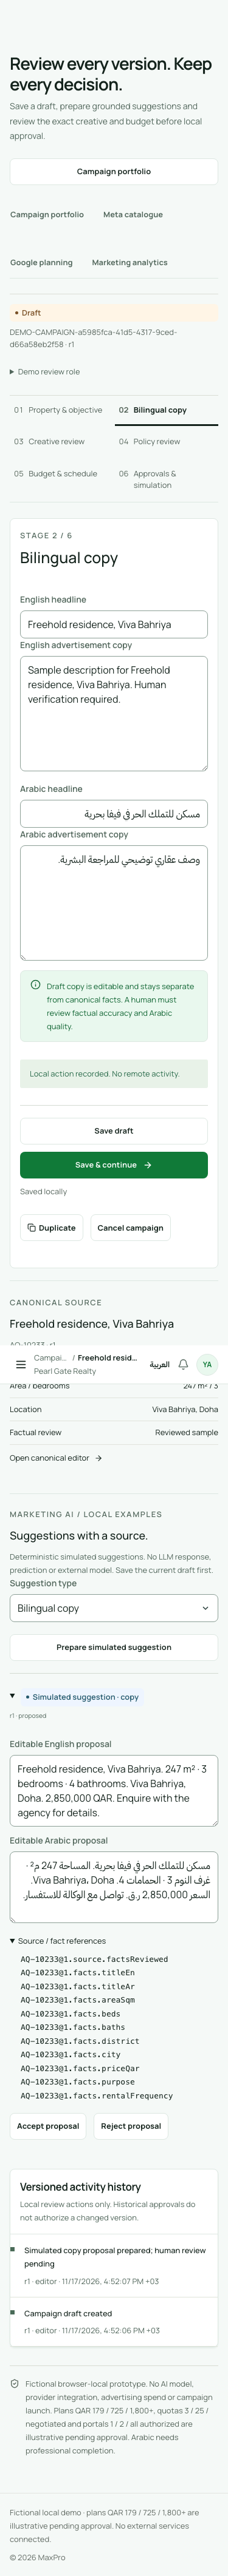 Review every version. Keep
every decision.
Save a draft, prepare grounded suggestions and
review the exact creative and budget before local
approval.
Campaign portfolio
Campaign portfolio Meta catalogue
Google planning Marketing analytics
Draft
DEMO-CAMPAIGN-a5985fca-41d5-4317-9ced-
d66a58eb2f58 · r1
Demo review role
01 Property & objective 02 Bilingual copy
03 Creative review 04 Policy review
05 Budget & schedule 06 Approvals &
simulation
STAGE 2 / 6
Bilingual copy
English headline
Freehold residence, Viva Bahriya
English advertisement copy
Sample description for Freehold
residence, Viva Bahriya. Human
verification required.
Arabic headline
مسكن للتملك الحر في فيفا بحرية
Arabic advertisement copy
وصف عقاري توضيحي للمراجعة البشرية.
Draft copy is editable and stays separate
from canonical facts. A human must
review factual accuracy and Arabic
quality.
Local action recorded. No remote activity.
Save draft
Save & continue →
Saved locally
Duplicate Cancel campaign
CANONICAL SOURCE
Freehold residence, Viva Bahriya
Campai... / Freehold resid...
Pearl Gate Realty
العربية
YA
Location Viva Bahriya, Doha
Factual review Reviewed sample
Open canonical editor →
MARKETING AI / LOCAL EXAMPLES
Suggestions with a source.
Deterministic simulated suggestions. No LLM response,
prediction or external model. Save the current draft first.
Suggestion type
Bilingual copy
Prepare simulated suggestion
Simulated suggestion · copy
r1 · proposed
Editable English proposal
Freehold residence, Viva Bahriya. 247 m² · 3
bedrooms · 4 bathrooms. Viva Bahriya,
Doha. 2,850,000 QAR. Enquire with the
agency for details.
Editable Arabic proposal
مسكن للتملك الحر في فيفا بحرية. المساحة 247 م² ·
غرف النوم 3 · الحمامات 4. Viva Bahriya، Doha.
السعر 2,850,000 ر.ق. تواصل مع الوكالة للاستفسار.
Source / fact references
AQ-10233@1.source.factsReviewed
AQ-10233@1.facts.titleEn
AQ-10233@1.facts.titleAr
AQ-10233@1.facts.areaSqm
AQ-10233@1.facts.beds
AQ-10233@1.facts.baths
AQ-10233@1.facts.district
AQ-10233@1.facts.city
AQ-10233@1.facts.priceQar
AQ-10233@1.facts.purpose
AQ-10233@1.facts.rentalFrequency
Accept proposal Reject proposal
Versioned activity history
Local review actions only. Historical approvals do
not authorize a changed version.
Simulated copy proposal prepared; human review
pending
r1 · editor · 11/17/2026, 4:52:07 PM +03
Campaign draft created
r1 · editor · 11/17/2026, 4:52:06 PM +03
Fictional browser-local prototype. No AI model,
provider integration, advertising spend or campaign
launch. Plans QAR 179 / 725 / 1,800+, quotas 3 / 25 /
negotiated and portals 1 / 2 / all authorized are
illustrative pending approval. Arabic needs
professional completion.
Fictional local demo · plans QAR 179 / 725 / 1,800+ are
illustrative pending approval. No external services
connected.
© 2026 MaxPro